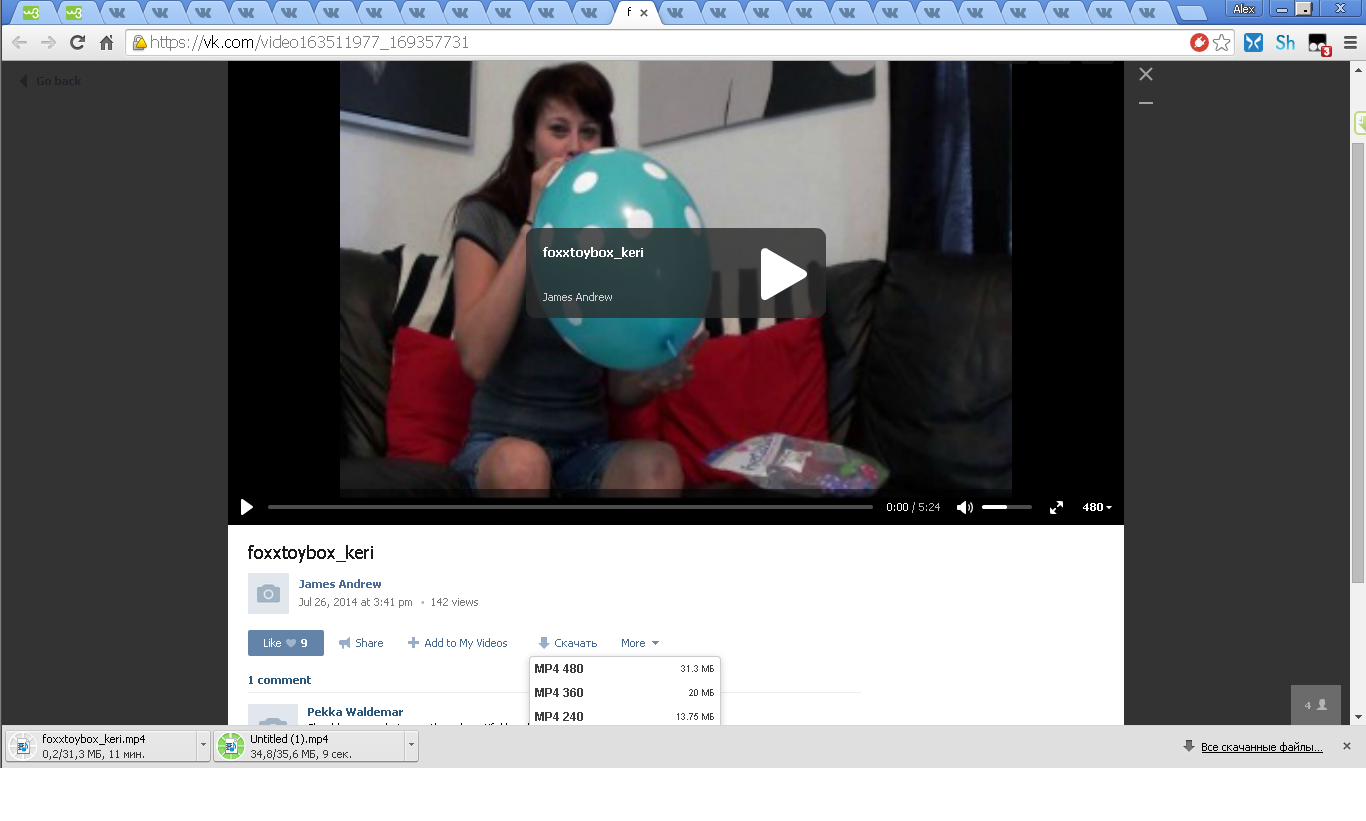 f
Alex
https://vk.com/video163511977_169357731
Sh
3
Go back
foxxtoybox_keri
James Andrew
0:00 / 5:24
480
foxxtoybox_keri
James Andrew
Jul 26, 2014 at 3:41 pm • 142 views
Like 9
Share
Add to My Videos
Скачать
More
MP4 480 31.3 МБ
MP4 360 20 МБ
MP4 240 13.75 МБ
1 comment
Pekka Waldemar
4
foxxtoybox_keri.mp4
0,2/31,3 МБ, 11 мин.
Untitled (1).mp4
34,8/35,6 МБ, 9 сек.
Все скачанные файлы...